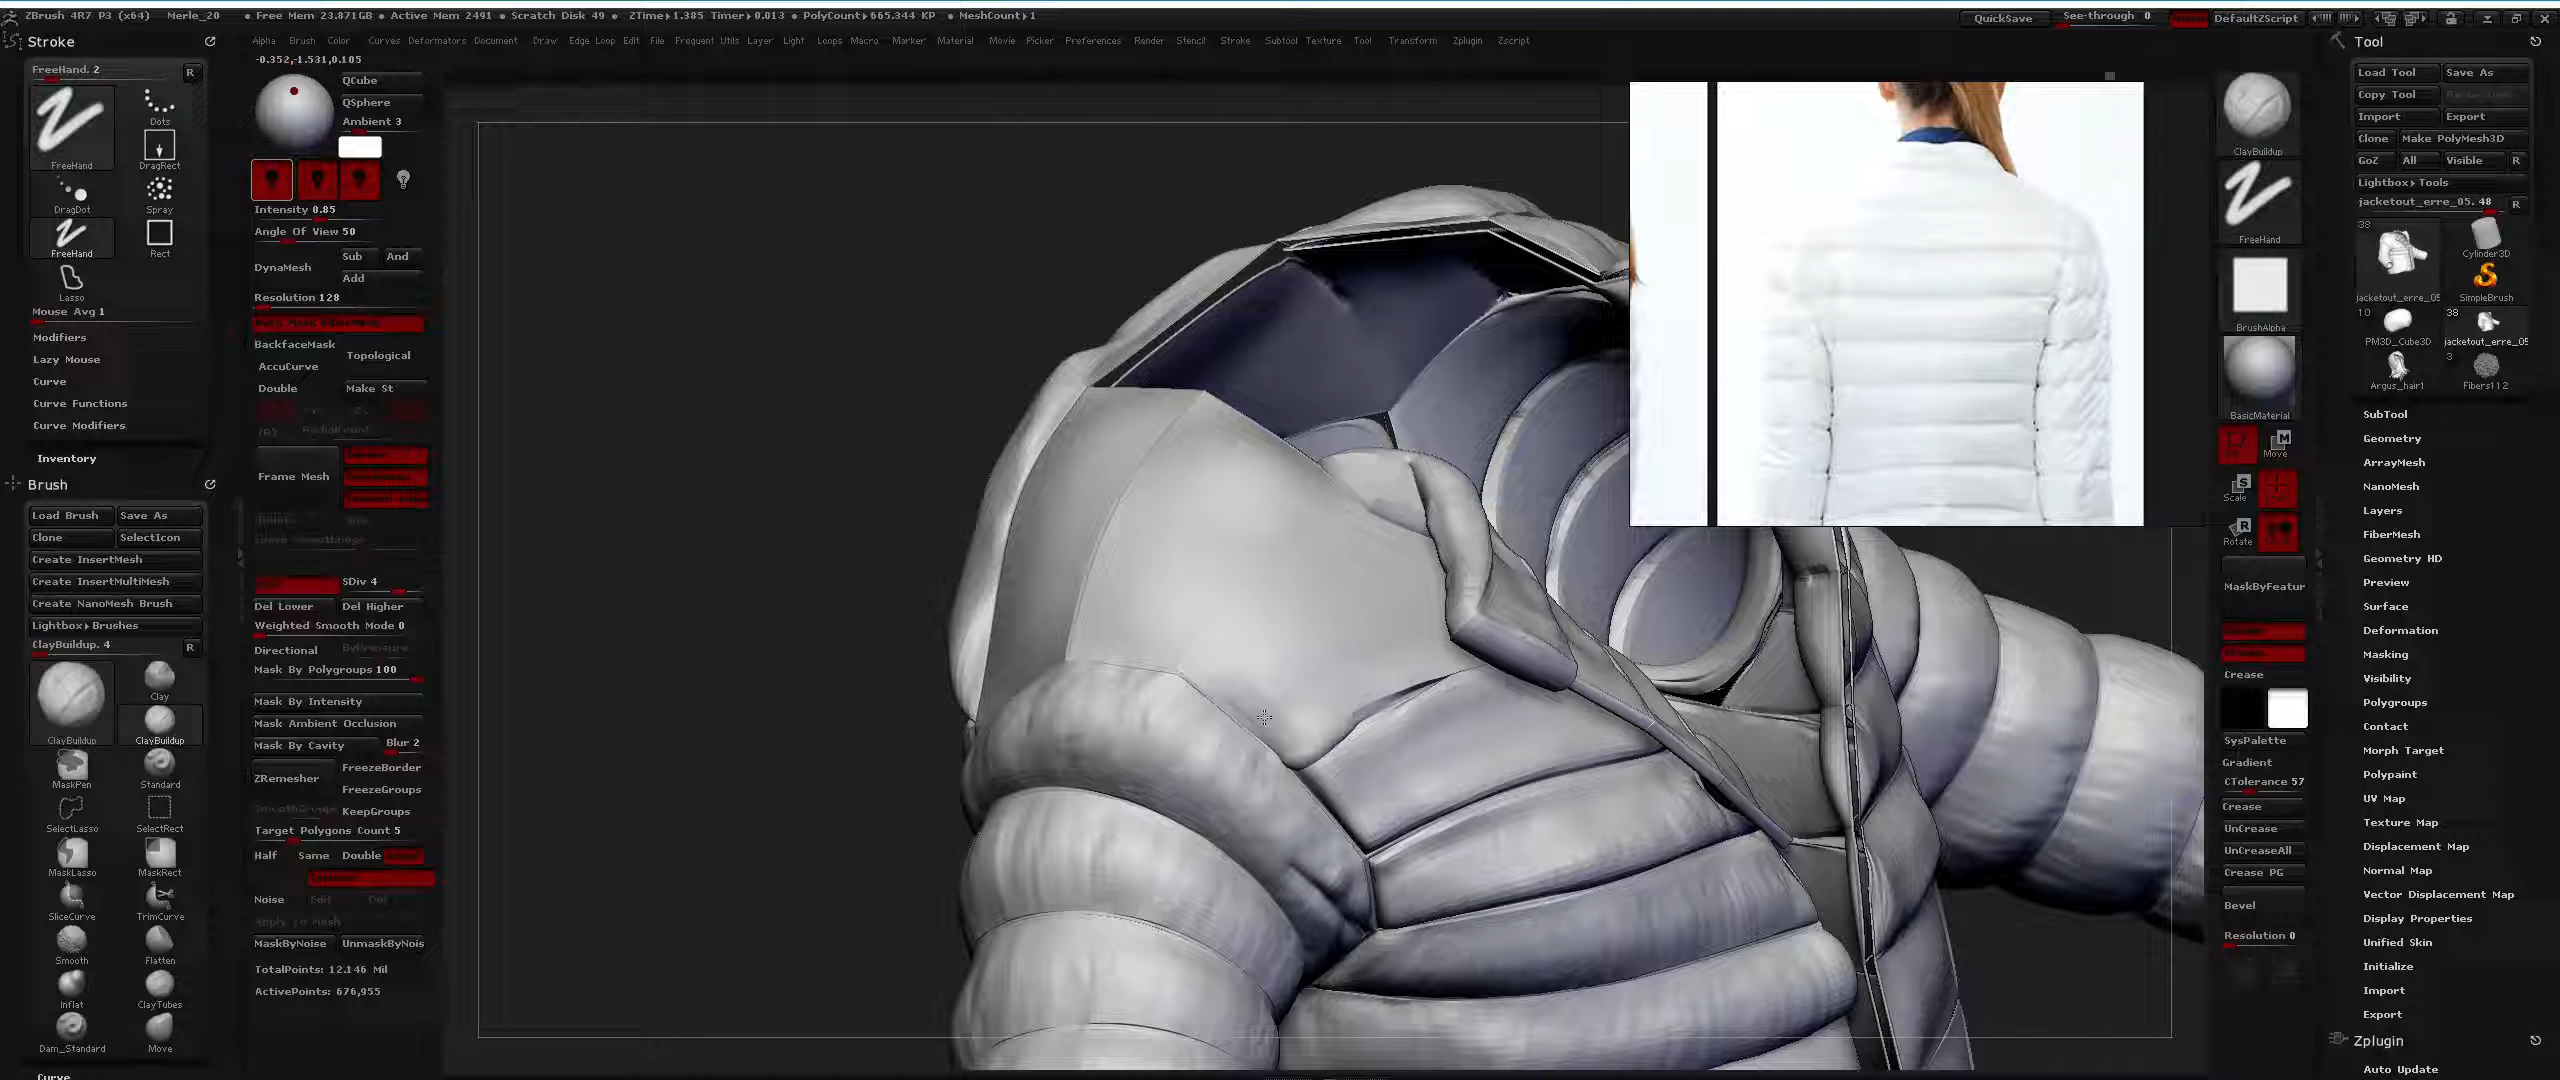 ZBrush 4R7 P3 (x64) Merle_20 ● Free Mem 23.871GB ● Active Mem 2491 ● Scratch Disk 49 ● ZTime▸1.385 Timer▸0.013 ● PolyCount▸665.344 KP ● MeshCount▸1 QuickSave See-through 0 DefaultZScript
Alpha Brush Color Curves Deformators Document Draw Edge Loop Edit File Frequent Utils Layer Light Loops Macro Marker Material Movie Picker Preferences Render Stencil Stroke Subtool Texture Tool Transform Zplugin Zscript
Stroke
FreeHand. 2 R
FreeHand
Dots
DragRect
DragDot
Spray
FreeHand
Rect
Lasso
Mouse Avg 1
Modifiers
Lazy Mouse
Curve
Curve Functions
Curve Modifiers
Inventory
Brush
Load Brush Save As
Clone SelectIcon
Create InsertMesh
Create InsertMultiMesh
Create NanoMesh Brush
Lightbox▸Brushes
ClayBuildup. 4 R
ClayBuildup
Clay
ClayBuildup
MaskPen Standard
SelectLasso SelectRect
MaskLasso MaskRect
SliceCurve TrimCurve
Smooth Flatten
Inflat ClayTubes
Dam_Standard Move
Curve
-0.352,-1.531,0.105
QCube
QSphere
Ambient 3
Intensity 0.85
Angle Of View 50
DynaMesh Sub And
Add
Resolution 128
BackfaceMask
Topological
AccuCurve
Double Make St
(R) RadialCount
Frame Mesh
SDiv 4
Del Lower Del Higher
Weighted Smooth Mode 0
Directional ByPressure
Mask By Polygroups 100
Mask By Intensity
Mask Ambient Occlusion
Mask By Cavity Blur 2
ZRemesher FreezeBorder
FreezeGroups
SmoothGroups KeepGroups
Target Polygons Count 5
Half Same Double
Noise Edit Del
Apply To Mesh
MaskByNoise UnmaskByNois
TotalPoints: 12.146 Mil
ActivePoints: 676,955
ClayBuildup
FreeHand
BrushAlpha
BasicMaterial
Move
Scale
Rotate
MaskByFeatur
Crease
SysPalette
Gradient
CTolerance 57
Crease
UnCrease
UnCreaseAll
Crease PG
Bevel
Resolution 0
Tool
Load Tool Save As
Copy Tool
Import Export
Clone Make PolyMesh3D
GoZ All Visible R
Lightbox▸Tools
jacketout_erre_05. 48 R
38
Cylinder3D
jacketout_erre_05 SimpleBrush
10 38
PM3D_Cube3D jacketout_erre_05
3
Argus_hair1 Fibers112
SubTool
Geometry
ArrayMesh
NanoMesh
Layers
FiberMesh
Geometry HD
Preview
Surface
Deformation
Masking
Visibility
Polygroups
Contact
Morph Target
Polypaint
UV Map
Texture Map
Displacement Map
Normal Map
Vector Displacement Map
Display Properties
Unified Skin
Initialize
Import
Export
Zplugin
Auto Update